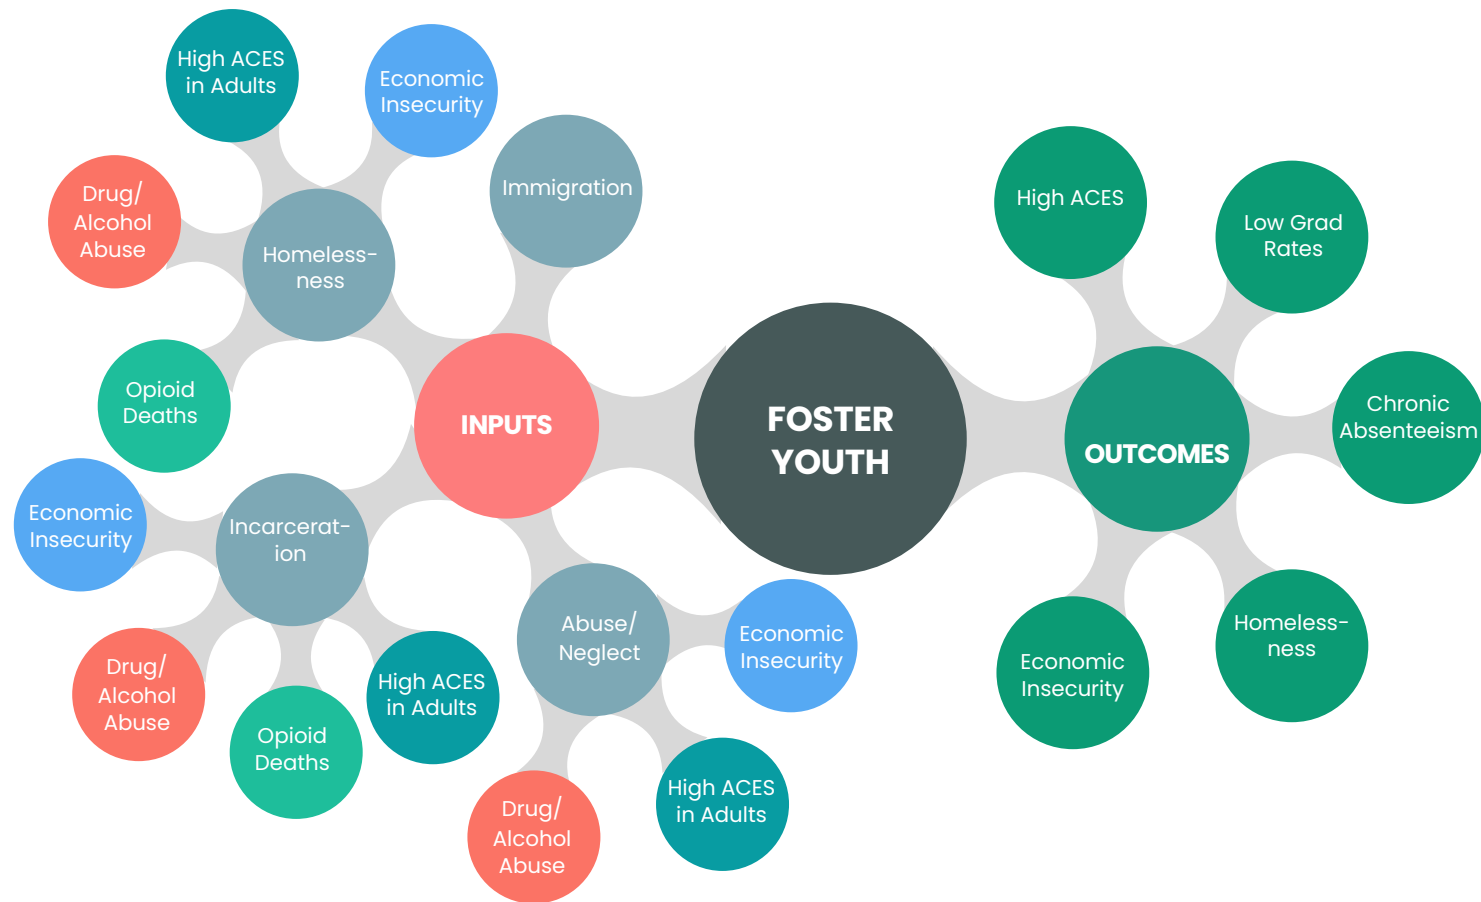 High ACES
in Adults
Economic
Insecurity
Immigration
Drug/
Alcohol
Abuse
Homeless-
ness
Opioid
Deaths
INPUTS
Economic
Insecurity
Incarcerat-
ion
Drug/
Alcohol
Abuse
Opioid
Deaths
High ACES
in Adults
Abuse/
Neglect
Economic
Insecurity
Drug/
Alcohol
Abuse
High ACES
in Adults
FOSTER
YOUTH
High ACES
Low Grad
Rates
OUTCOMES
Chronic
Absenteeism
Economic
Insecurity
Homeless-
ness